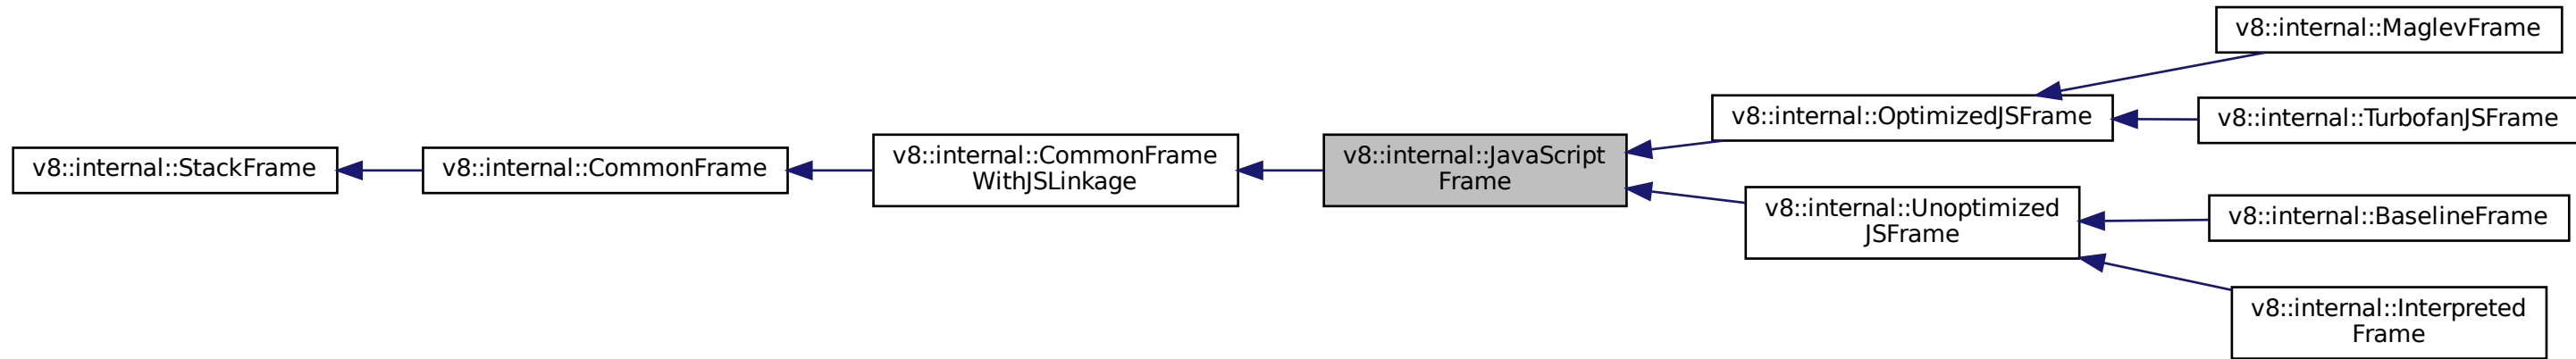 v8::internal::StackFrame
v8::internal::CommonFrame
v8::internal::CommonFrame
WithJSLinkage
v8::internal::JavaScript
Frame
v8::internal::OptimizedJSFrame
v8::internal::Unoptimized
JSFrame
v8::internal::MaglevFrame
v8::internal::TurbofanJSFrame
v8::internal::BaselineFrame
v8::internal::Interpreted
Frame